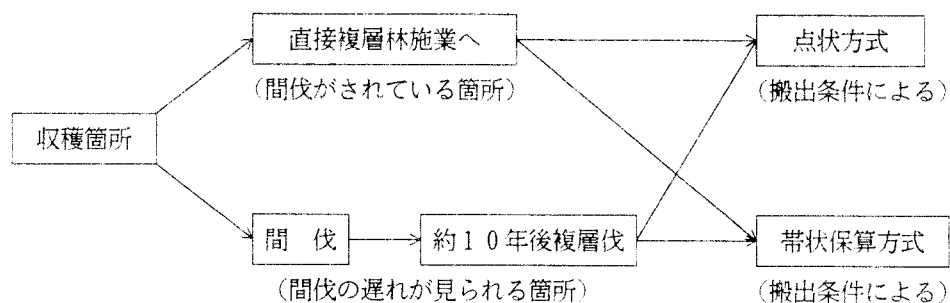 直接複層林施業へ
点状方式
(間伐がされている箇所)
(搬出条件による)
収穫箇所
間 伐
約10年後複層伐
帯状保算方式
(間伐の遅れが見られる箇所)
(搬出条件による)